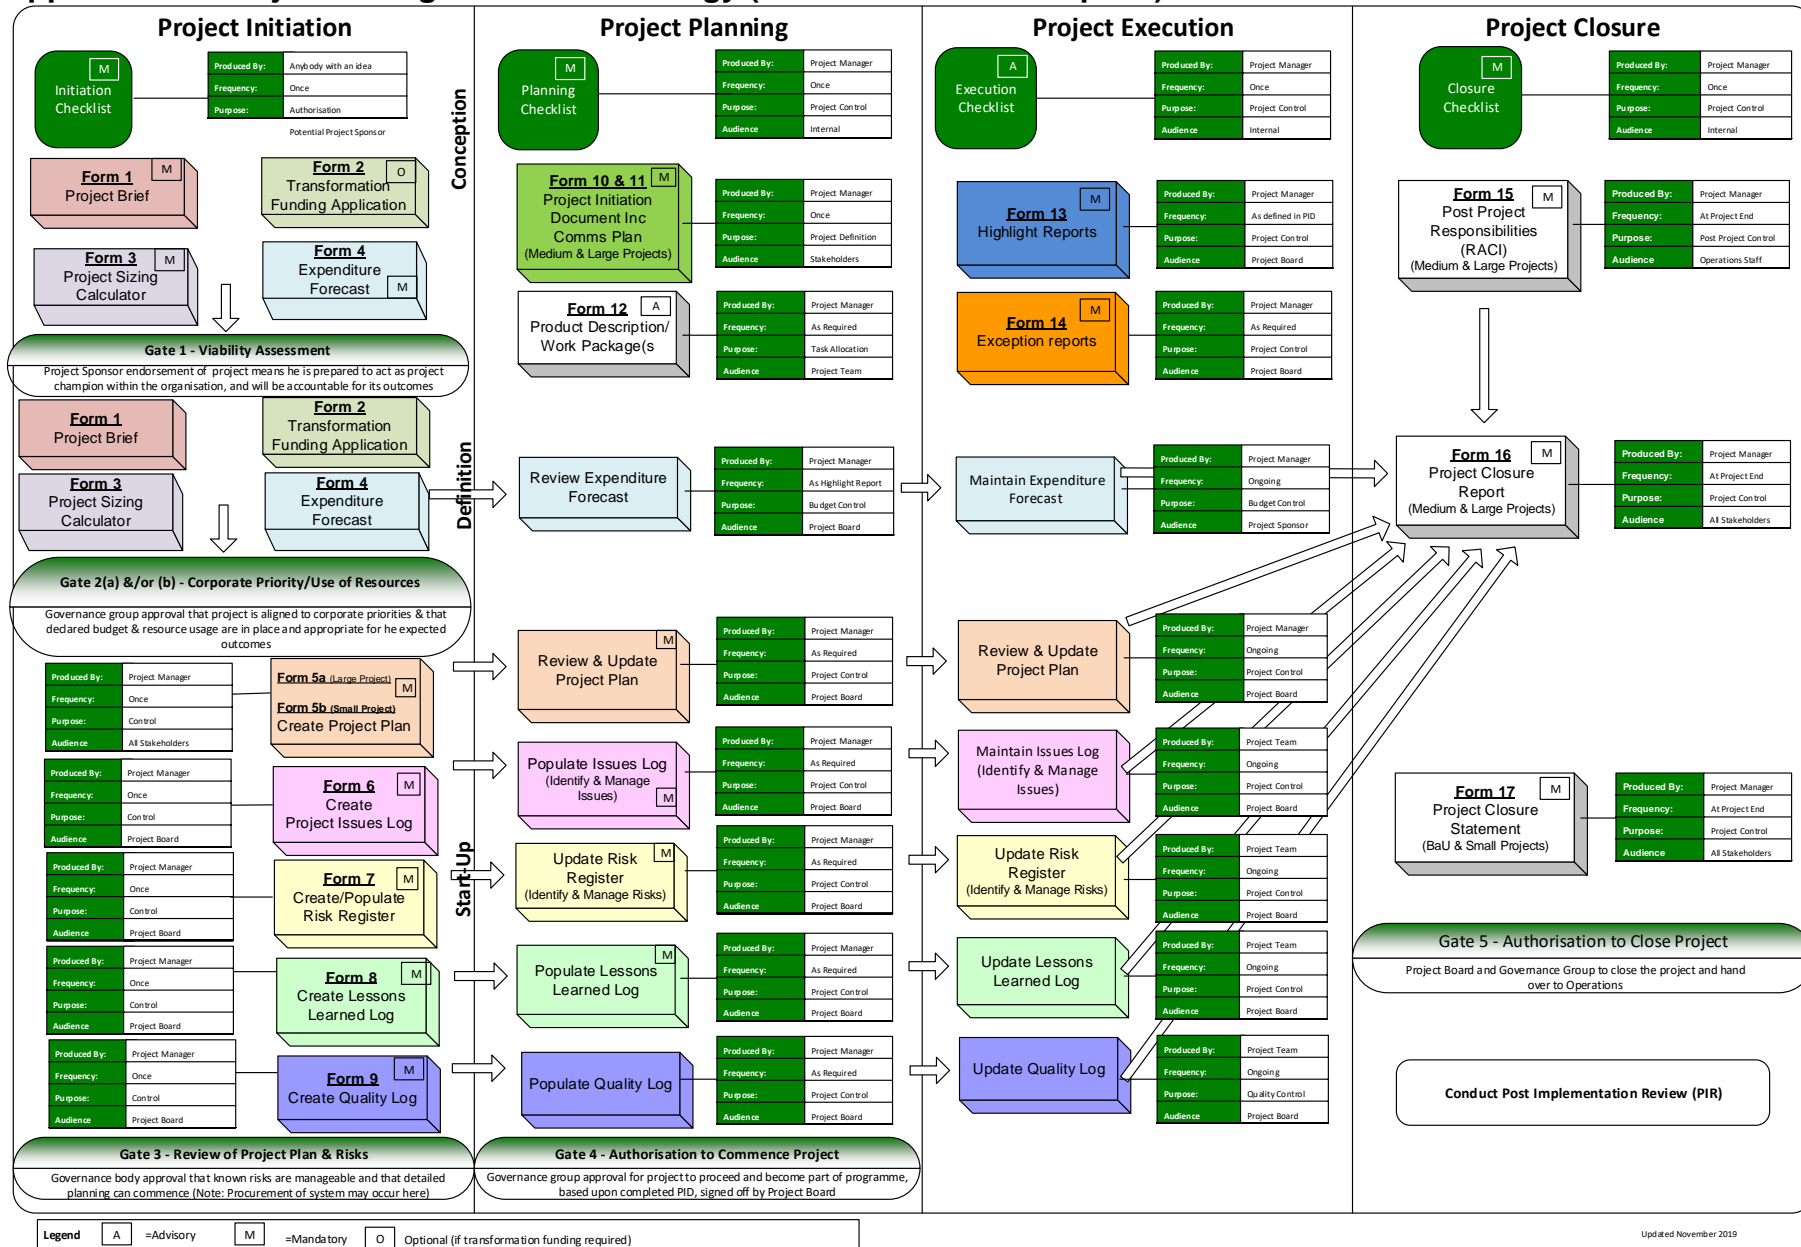 Project Initiation
M
Initiation
Checklist
Produced By: Anybody with an idea
Frequency: Once
Purpose: Authorisation
Potential Project Sponsor
Conception
Form 1
M
Project Brief
Form 2
O
Transformation
Funding Application
Form 3
M
Project Sizing
Calculator
Form 4
Expenditure
Forecast
M
Gate 1 - Viability Assessment
Project Sponsor endorsement of project means he is prepared to act as project
champion within the organisation, and will be accountable for its outcomes
Form 1
Project Brief
Form 2
Transformation
Funding Application
Form 3
Project Sizing
Calculator
Form 4
Expenditure
Forecast
Definition
Gate 2(a) &/or (b) - Corporate Priority/Use of Resources
Governance group approval that project is aligned to corporate priorities & that
declared budget & resource usage are in place and appropriate for he expected
outcomes
Produced By: Project Manager
Frequency: Once
Purpose: Control
Audience All Stakeholders
Form 5a (Large Project)
M
Form 5b (Small Project)
Create Project Plan
Produced By: Project Manager
Frequency: Once
Purpose: Control
Audience Project Board
Form 6
M
Create
Project Issues Log
Start-Up
Produced By: Project Manager
Frequency: Once
Purpose: Control
Audience Project Board
Form 7
M
Create/Populate
Risk Register
Produced By: Project Manager
Frequency: Once
Purpose: Control
Audience Project Board
Form 8
M
Create Lessons
Learned Log
Produced By: Project Manager
Frequency: Once
Purpose: Control
Audience Project Board
Form 9
M
Create Quality Log
Gate 3 - Review of Project Plan & Risks
Governance body approval that known risks are manageable and that detailed
planning can commence (Note: Procurement of system may occur here)
Project Planning
M
Planning
Checklist
Produced By: Project Manager
Frequency: Once
Purpose: Project Control
Audience Internal
Form 10 & 11
M
Project Initiation
Document Inc
Comms Plan
(Medium & Large Projects)
Produced By: Project Manager
Frequency: Once
Purpose: Project Definition
Audience Stakeholders
Form 12
A
Product Description/
Work Package(s
Produced By: Project Manager
Frequency: As Required
Purpose: Task Allocation
Audience Project Team
Review Expenditure
Forecast
Produced By: Project Manager
Frequency: As Highlight Report
Purpose: Budget Control
Audience Project Board
M
Review & Update
Project Plan
Produced By: Project Manager
Frequency: As Required
Purpose: Project Control
Audience Project Board
Populate Issues Log
(Identify & Manage
Issues)
M
Produced By: Project Manager
Frequency: As Required
Purpose: Project Control
Audience Project Board
M
Update Risk
Register
(Identify & Manage Risks)
Produced By: Project Manager
Frequency: As Required
Purpose: Project Control
Audience Project Board
M
Populate Lessons
Learned Log
Produced By: Project Manager
Frequency: As Required
Purpose: Project Control
Audience Project Board
Populate Quality Log
Produced By: Project Manager
Frequency: As Required
Purpose: Project Control
Audience Project Board
Gate 4 - Authorisation to Commence Project
Governance group approval for project to proceed and become part of programme,
based upon completed PID, signed off by Project Board
Project Execution
A
Execution
Checklist
Produced By: Project Manager
Frequency: Once
Purpose: Project Control
Audience Internal
M
Form 13
Highlight Reports
Produced By: Project Manager
Frequency: As defined in PID
Purpose: Project Control
Audience Project Board
M
Form 14
Exception reports
Produced By: Project Manager
Frequency: As Required
Purpose: Project Control
Audience Project Board
Maintain Expenditure
Forecast
Produced By: Project Manager
Frequency: Ongoing
Purpose: Budget Control
Audience Project Sponsor
Review & Update
Project Plan
Produced By: Project Manager
Frequency: Ongoing
Purpose: Project Control
Audience Project Board
Maintain Issues Log
(Identify & Manage
Issues)
Produced By: Project Team
Frequency: Ongoing
Purpose: Project Control
Audience Project Board
Update Risk
Register
(Identify & Manage Risks)
Produced By: Project Team
Frequency: Ongoing
Purpose: Project Control
Audience Project Board
Update Lessons
Learned Log
Produced By: Project Team
Frequency: Ongoing
Purpose: Project Control
Audience Project Board
Update Quality Log
Produced By: Project Team
Frequency: Ongoing
Purpose: Quality Control
Audience Project Board
Project Closure
M
Closure
Checklist
Produced By: Project Manager
Frequency: Once
Purpose: Project Control
Audience Internal
Form 15
M
Post Project
Responsibilities
(RACI)
(Medium & Large Projects)
Produced By: Project Manager
Frequency: At Project End
Purpose: Post Project Control
Audience Operations Staff
Form 16
M
Project Closure
Report
(Medium & Large Projects)
Produced By: Project Manager
Frequency: At Project End
Purpose: Project Control
Audience All Stakeholders
Form 17
M
Project Closure
Statement
(BaU & Small Projects)
Produced By: Project Manager
Frequency: At Project End
Purpose: Project Control
Audience All Stakeholders
Gate 5 - Authorisation to Close Project
Project Board and Governance Group to close the project and hand
over to Operations
Conduct Post Implementation Review (PIR)
Legend A =Advisory M =Mandatory O Optional (if transformation funding required)
Updated November 2019